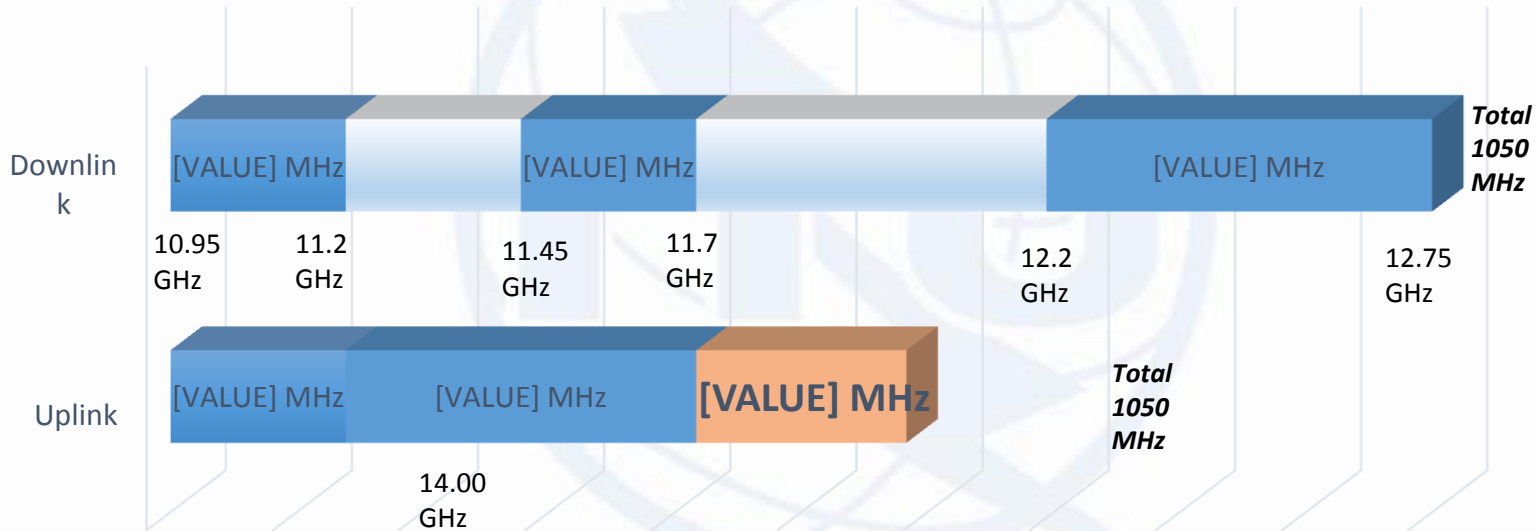 Downlin
k
[VALUE] MHz
[VALUE] MHz
[VALUE] MHz
Total
1050
MHz
10.95
GHz
11.2
GHz
11.45
GHz
11.7
GHz
12.2
GHz
12.75
GHz
Uplink
[VALUE] MHz
[VALUE] MHz
[VALUE] MHz
Total
1050
MHz
14.00
GHz